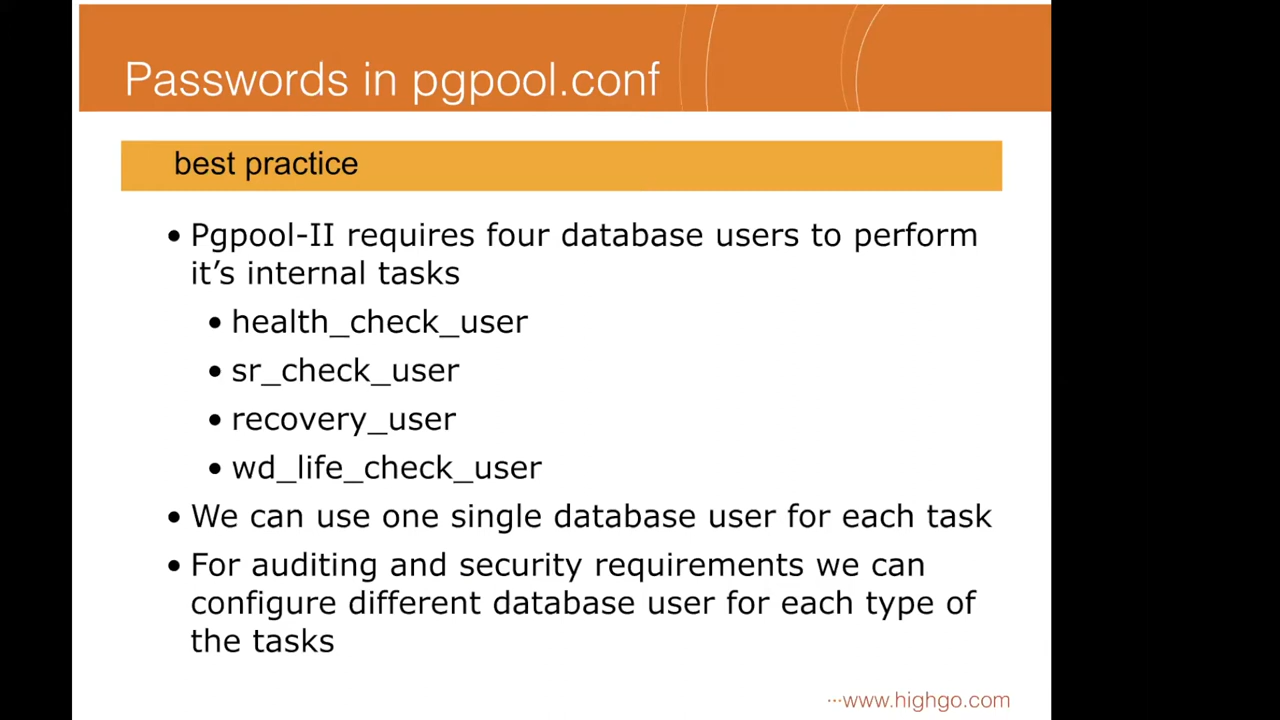 Passwords in pgpool.conf
best practice
• Pgpool-II requires four database users to perform
it’s internal tasks
• health_check_user
• sr_check_user
• recovery_user
• wd_life_check_user
• We can use one single database user for each task
• For auditing and security requirements we can
configure different database user for each type of
the tasks
···www.highgo.com